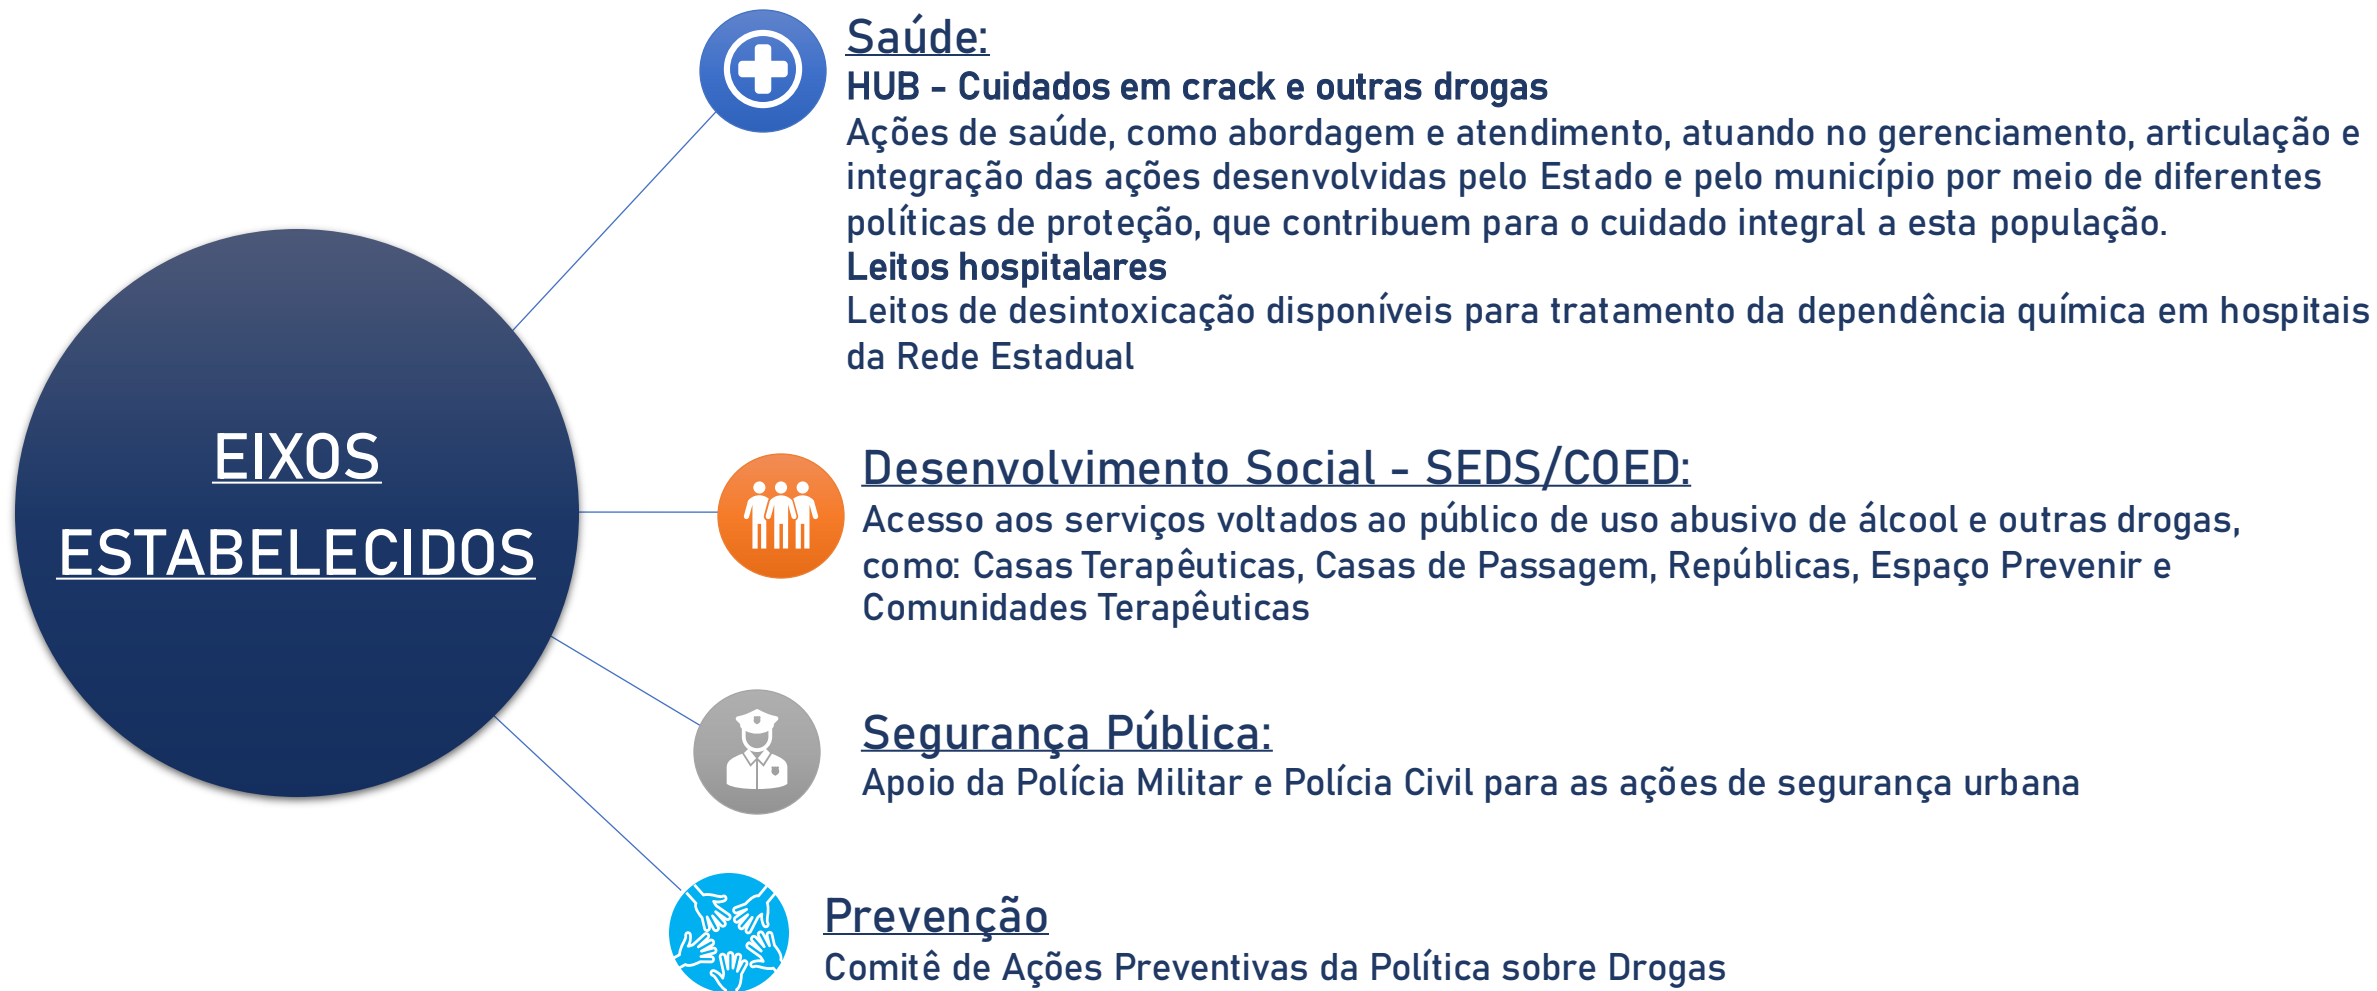 EIXOS
ESTABELECIDOS
Saúde:
HUB - Cuidados em crack e outras drogas
Ações de saúde, como abordagem e atendimento, atuando no gerenciamento, articulação e
integração das ações desenvolvidas pelo Estado e pelo município por meio de diferentes
políticas de proteção, que contribuem para o cuidado integral a esta população.
Leitos hospitalares
Leitos de desintoxicação disponíveis para tratamento da dependência química em hospitais
da Rede Estadual
Desenvolvimento Social - SEDS/COED:
Acesso aos serviços voltados ao público de uso abusivo de álcool e outras drogas,
como: Casas Terapêuticas, Casas de Passagem, Repúblicas, Espaço Prevenir e
Comunidades Terapêuticas
Segurança Pública:
Apoio da Polícia Militar e Polícia Civil para as ações de segurança urbana
Prevenção
Comitê de Ações Preventivas da Política sobre Drogas